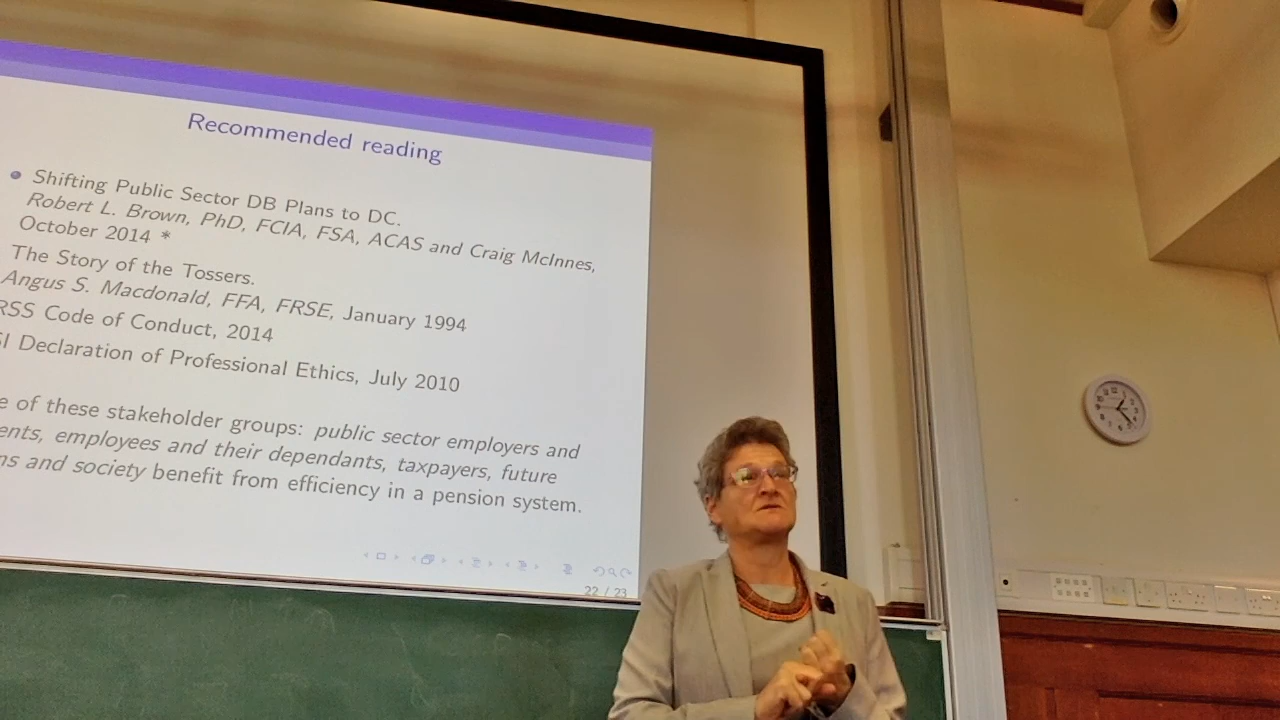 Recommended reading
Shifting Public Sector DB Plans to DC.
Robert L. Brown, PhD, FCIA, FSA, ACAS and Craig McInnes,
October 2014 *
The Story of the Tossers.
Angus S. Macdonald, FFA, FRSE, January 1994
RSS Code of Conduct, 2014
I Declaration of Professional Ethics, July 2010
e of these stakeholder groups: public sector employers and
ents, employees and their dependants, taxpayers, future
ns and society benefit from efficiency in a pension system.
22 / 23